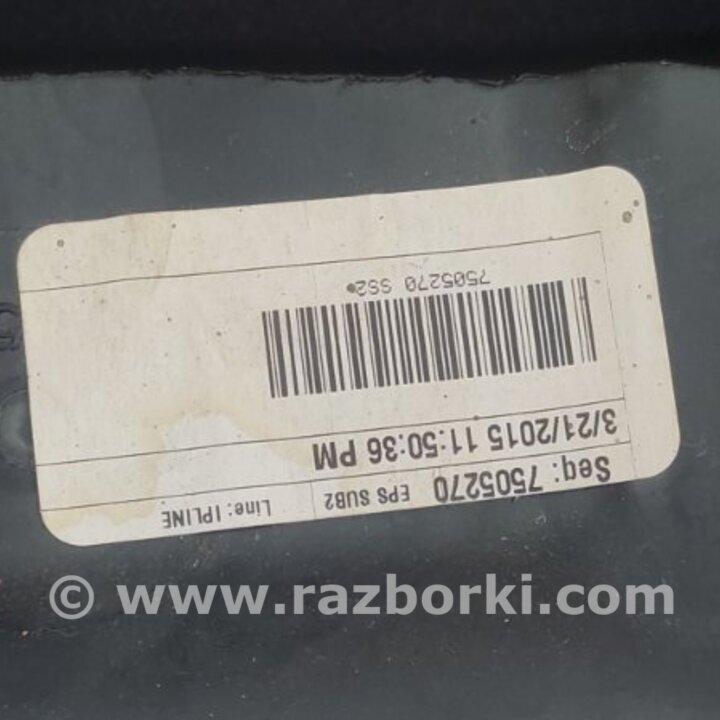 Seq: 7505270 EPS SUB2 Line: IPLINE
3/21/2015 11:50:36 PM
7505270 SS2
© www.razborki.com